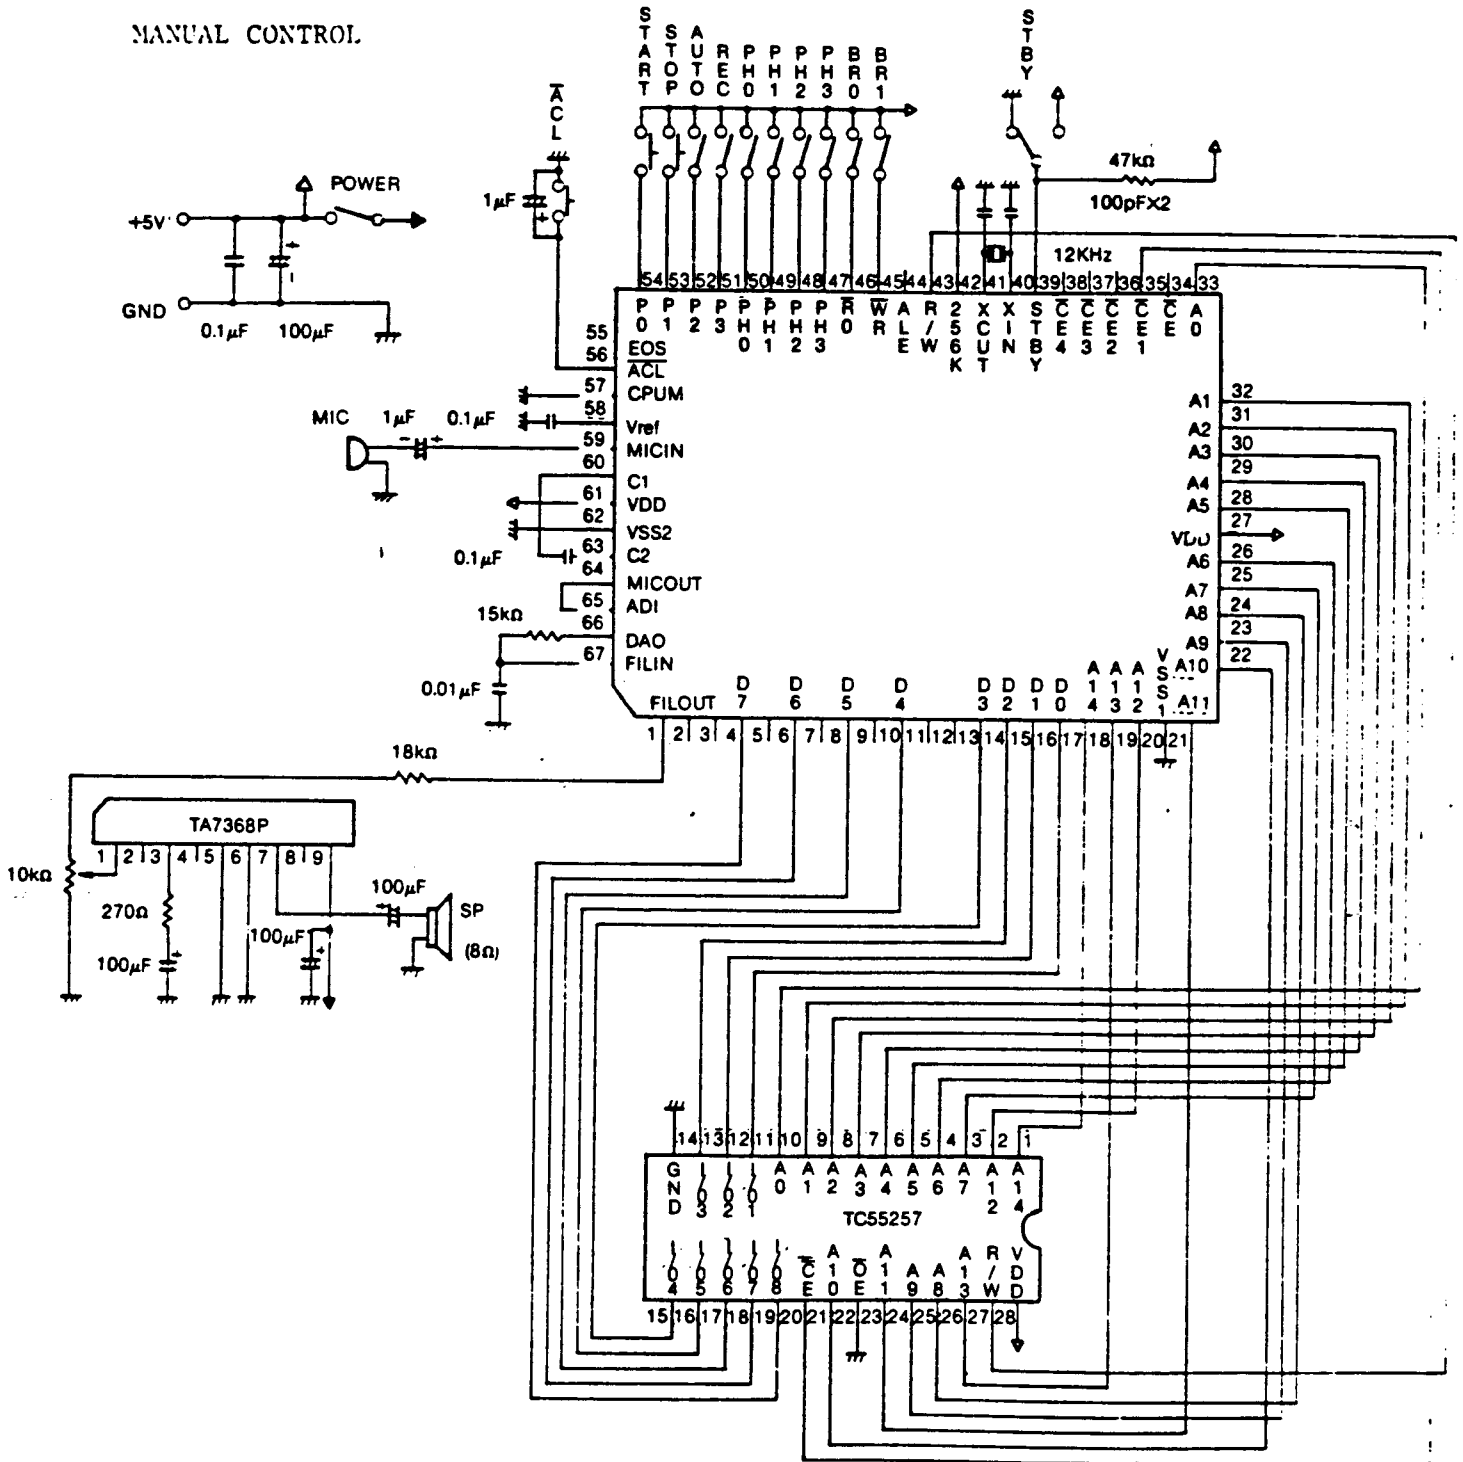 MANUAL CONTROL
START
STOP
AUTO
REC
PH0
PH1
PH2
PH3
BR0
BR1
STBY
ACL
1µF
+5V
POWER
GND
0.1µF
100µF
47kΩ
100pFX2
12KHz
54 53 52 51 50 49 48 47 46 45 44 43 42 41 40 39 38 37 36 35 34 33
P0
P1
P2
P3
PH0
PH1
PH2
PH3
R0
WR
ALE
R/W
256K
XCUT
XIN
STBY
CE4
CE3
CE2
CE1
CE
A0
55
56 EOS
ACL
57 CPUM
58 Vref
59 MICIN
60 C1
61 VDD
62 VSS2
63 C2
64 MICOUT
65 ADI
66 DAO
67 FILIN
MIC
1µF
0.1µF
0.1µF
15kΩ
0.01µF
A1 32
A2 31
A3 30
A4 29
A5 28
VDD 27
A6 26
A7 25
A8 24
A9 23
A10 22
FILOUT
D7
D6
D5
D4
D3
D2
D1
D0
A14
A13
A12
VSS1
A11
1 2 3 4 5 6 7 8 9 10 11 12 13 14 15 16 17 18 19 20 21
18kΩ
TA7368P
1 2 3 4 5 6 7 8 9
10kΩ
270Ω
100µF
100µF
100µF
SP
(8Ω)
14 13 12 11 10 9 8 7 6 5 4 3 2 1
GND
I/03
I/02
I/01
A0
A1
A2
A3
A4
A5
A6
A7
A12
A14
TC55257
I/04
I/05
I/06
I/07
I/08
CE
A10
OE
A11
A9
A8
A13
R/W
VDD
15 16 17 18 19 20 21 22 23 24 25 26 27 28